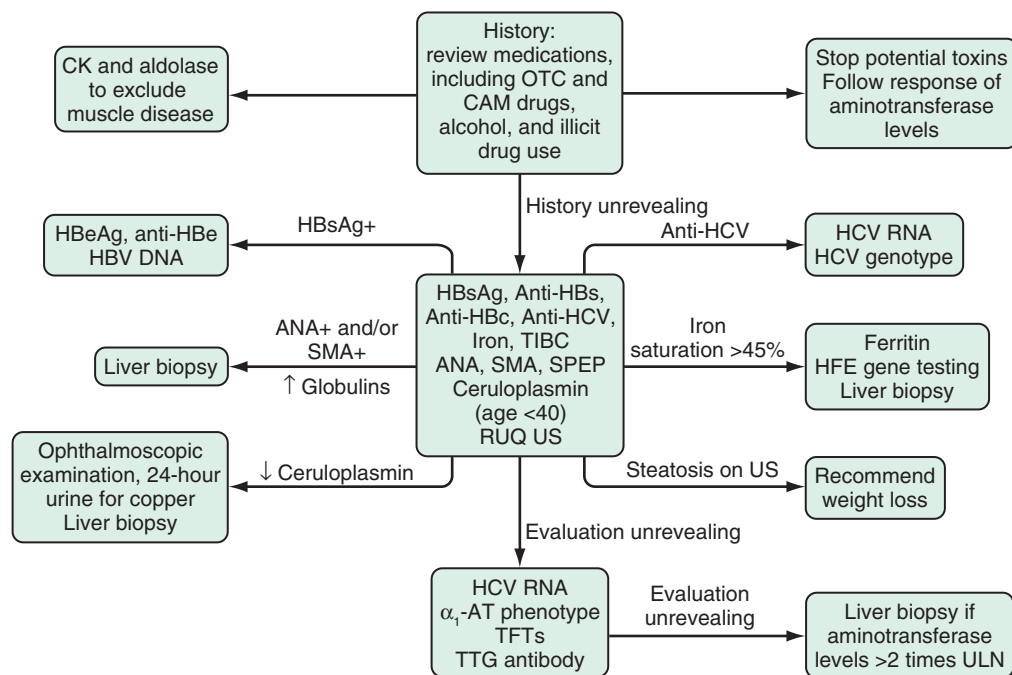 History:
review medications,
including OTC and
CAM drugs,
alcohol, and illicit
drug use
CK and aldolase
to exclude
muscle disease
Stop potential toxins
Follow response of
aminotransferase
levels
History unrevealing
HBsAg+
HBeAg, anti-HBe
HBV DNA
Anti-HCV
HCV RNA
HCV genotype
HBsAg, Anti-HBs,
Anti-HBc, Anti-HCV,
Iron, TIBC
ANA, SMA, SPEP
Ceruloplasmin
(age <40)
RUQ US
ANA+ and/or
SMA+
↑ Globulins
Liver biopsy
Iron
saturation >45%
Ferritin
HFE gene testing
Liver biopsy
↓ Ceruloplasmin
Ophthalmoscopic
examination, 24-hour
urine for copper
Liver biopsy
Steatosis on US
Recommend
weight loss
Evaluation unrevealing
HCV RNA
α₁-AT phenotype
TFTs
TTG antibody
Evaluation
unrevealing
Liver biopsy if
aminotransferase
levels >2 times ULN